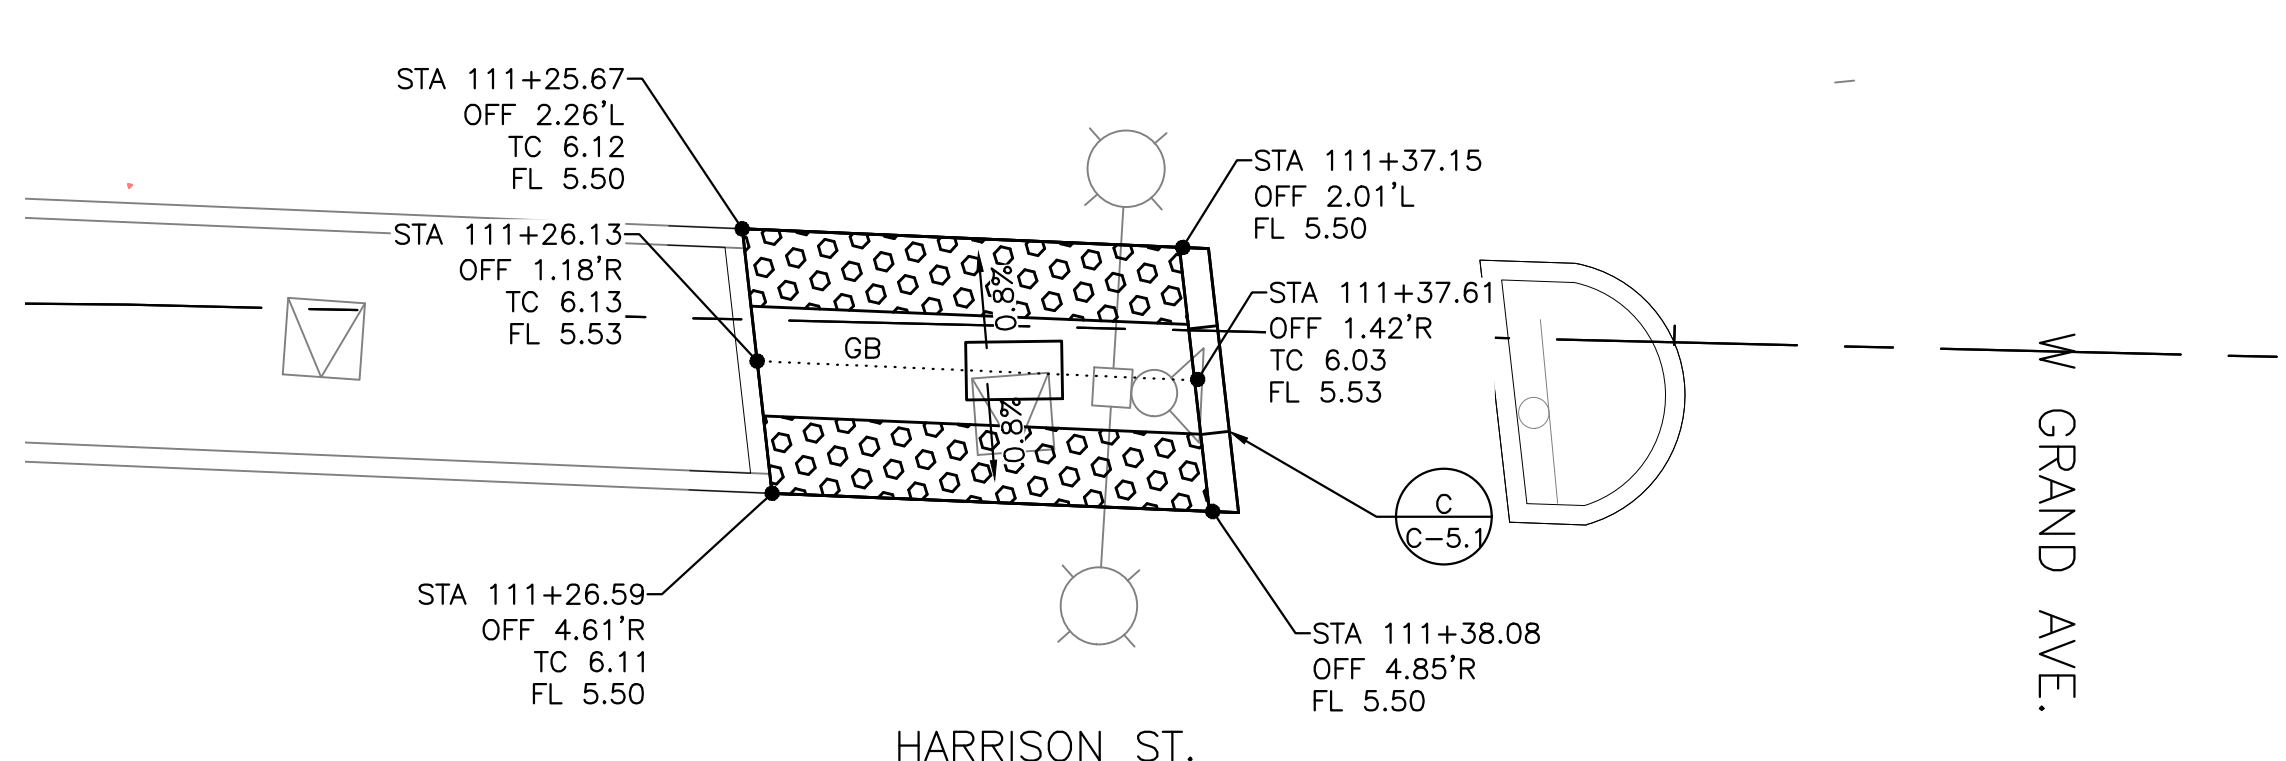 STA 111+25.67
OFF 2.26'L
TC 6.12
FL 5.50
STA 111+37.15
OFF 2.01'L
FL 5.50
STA 111+26.13
OFF 1.18'R
TC 6.13
FL 5.53
0.8%
STA 111+37.61
OFF 1.42'R
TC 6.03
FL 5.53
GB
0.8%
C
C-5.1
W GRAND AVE.
STA 111+26.59
OFF 4.61'R
TC 6.11
FL 5.50
STA 111+38.08
OFF 4.85'R
FL 5.50
HARRISON ST.